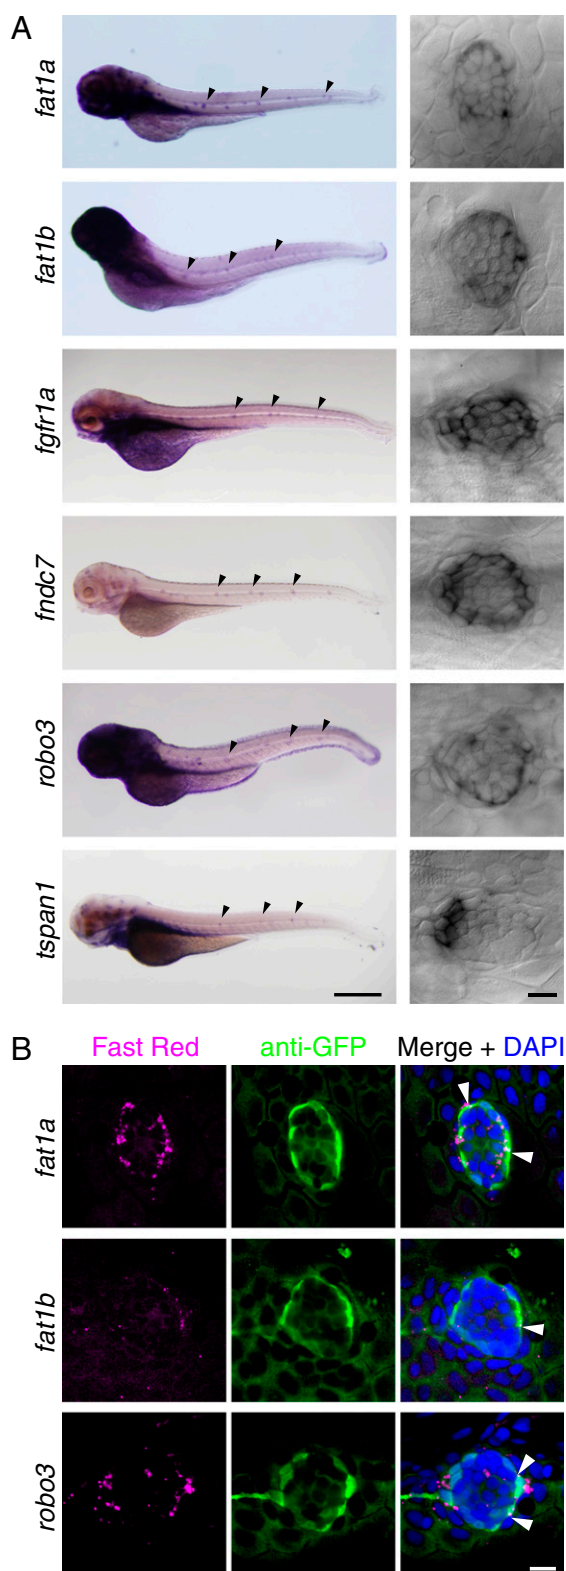 A
fat1a
fat1b
fgfr1a
fndc7
robo3
tspan1
B
Fast Red anti-GFP Merge + DAPI
fat1a
fat1b
robo3